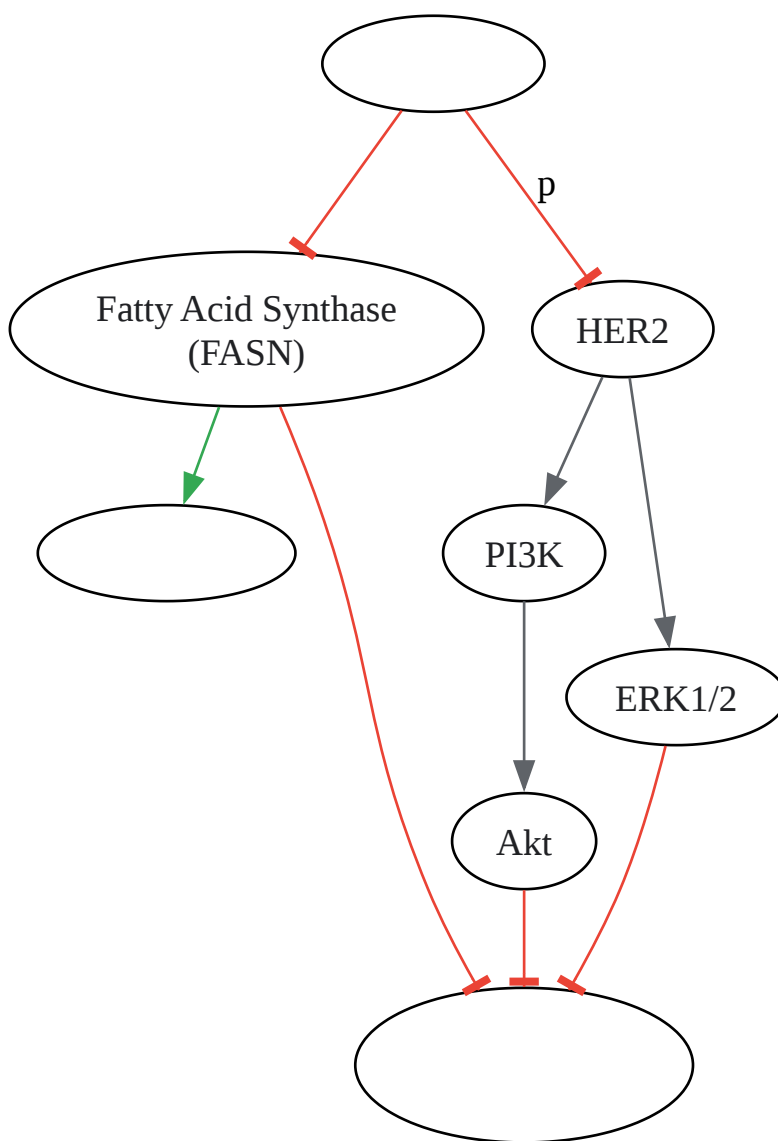 p
Fatty Acid Synthase
(FASN)
HER2
PI3K
ERK1/2
Akt